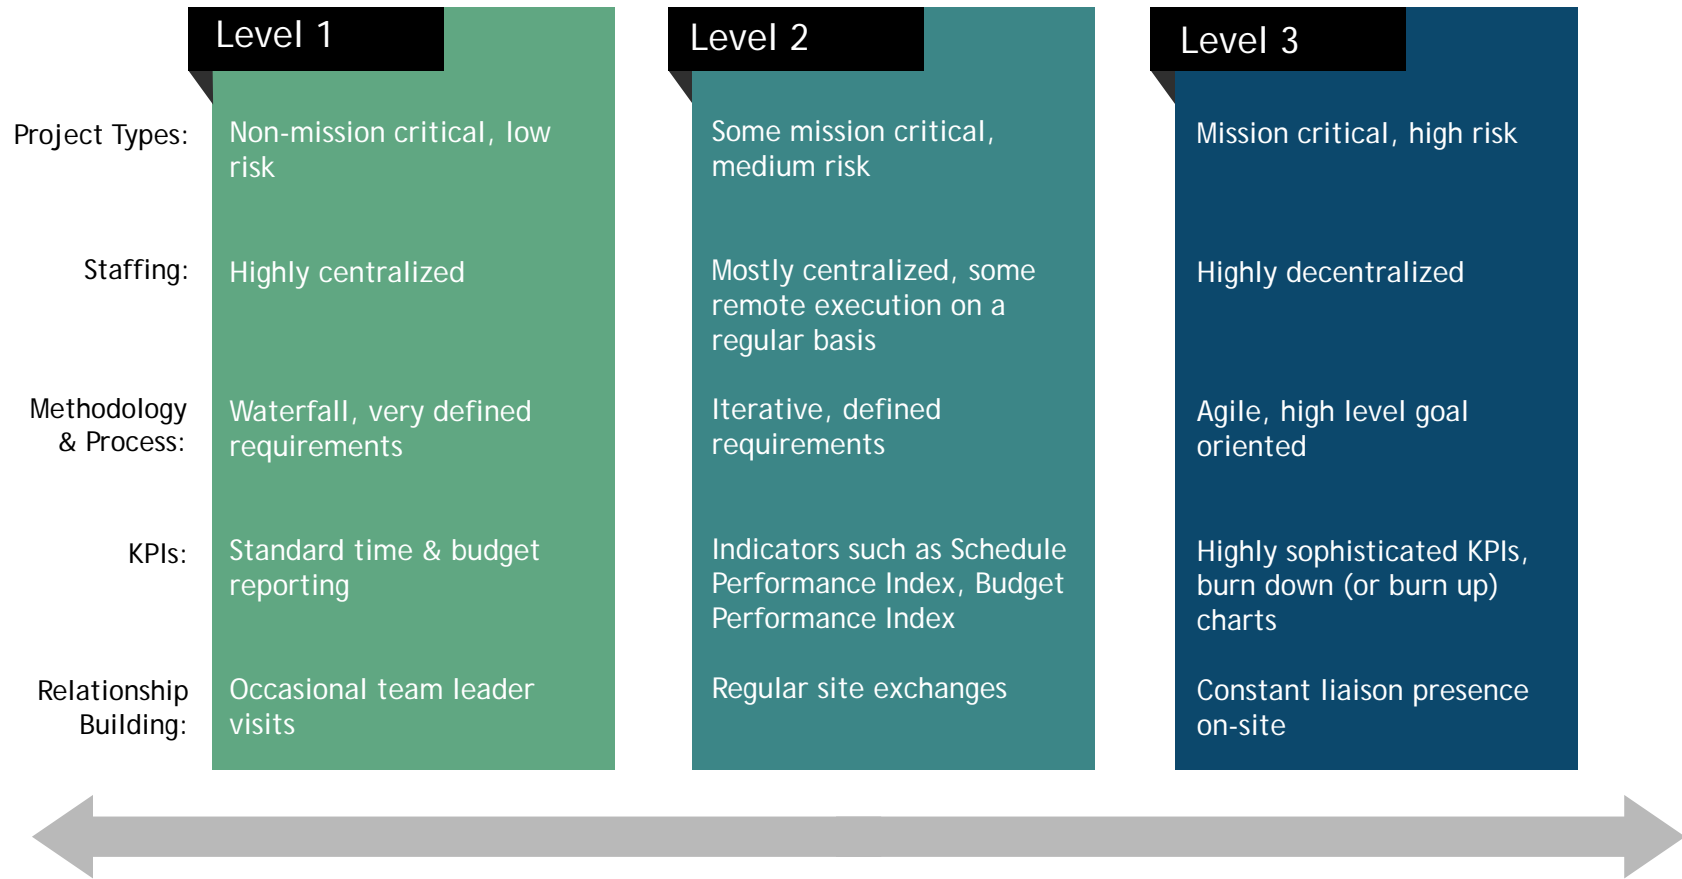 Level 1
Level 2
Level 3
Project Types:
Non-mission critical, low
risk
Some mission critical,
medium risk
Mission critical, high risk
Staffing:
Highly centralized
Mostly centralized, some
remote execution on a
regular basis
Highly decentralized
Methodology
& Process:
Waterfall, very defined
requirements
Iterative, defined
requirements
Agile, high level goal
oriented
KPIs:
Standard time & budget
reporting
Indicators such as Schedule
Performance Index, Budget
Performance Index
Highly sophisticated KPIs,
burn down (or burn up)
charts
Relationship
Building:
Occasional team leader
visits
Regular site exchanges
Constant liaison presence
on-site